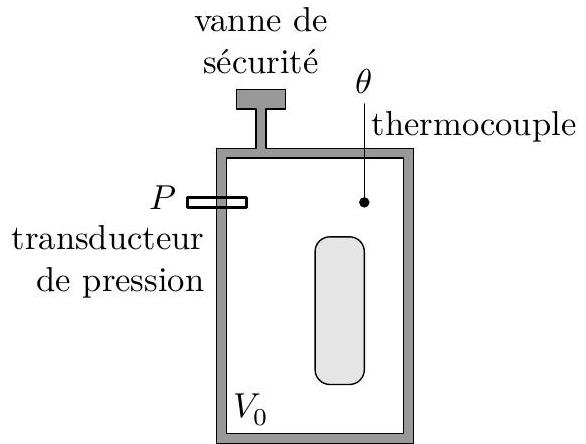 vanne de
sécurité
θ
thermocouple
P
transducteur
de pression
V₀